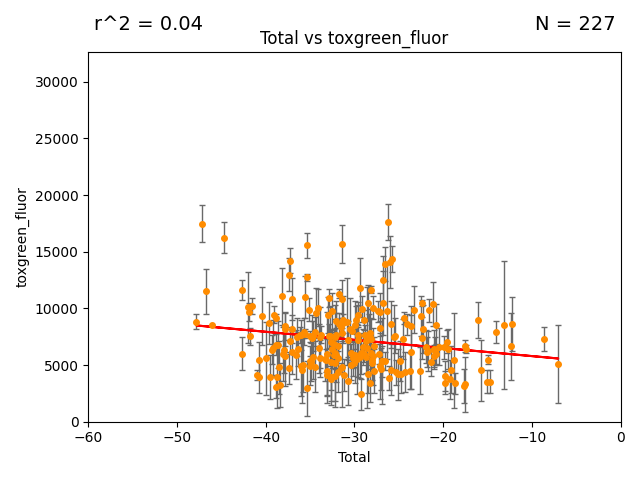 r^2 = 0.04
N = 227
Total vs toxgreen_fluor
30000
25000
20000
15000
10000
5000
0
toxgreen_fluor
−60
−50
−40
−30
−20
−10
0
Total